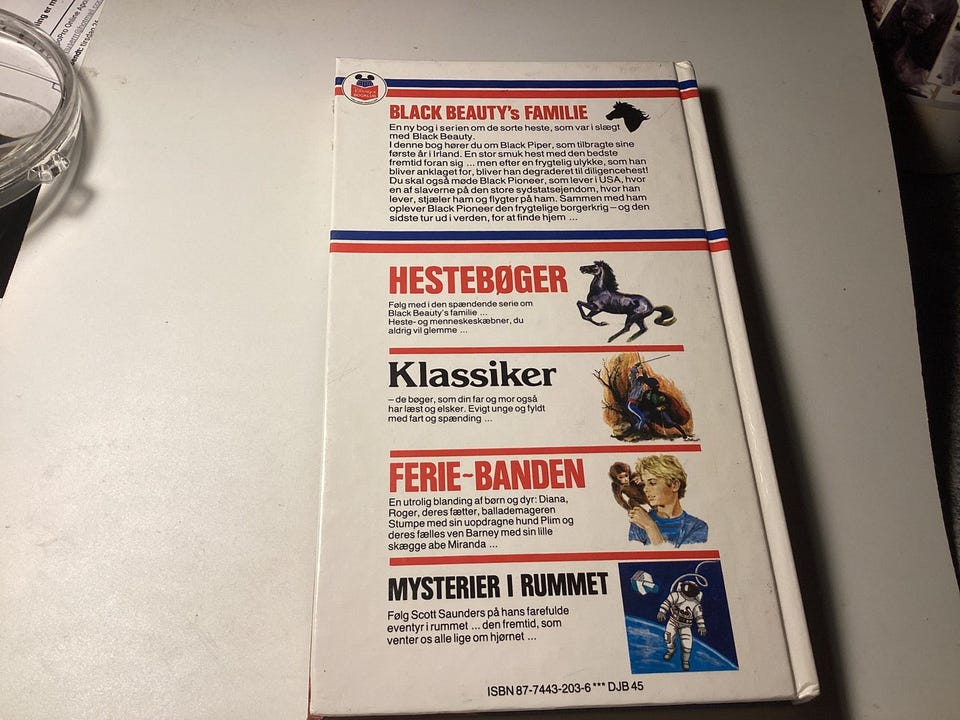 BLACK BEAUTY's FAMILIE
En ny bog i serien om de sorte heste, som var i slægt
med Black Beauty.
I denne bog hører du om Black Piper, som tilbragte sine
første år i Irland. En stor smuk hest med den bedste
fremtid foran sig ... men efter en frygtelig ulykke, som han
bliver anklaget for, bliver han degraderet til diligencehest!
Du skal også møde Black Pioneer, som lever i USA, hvor
en af slaverne på den store sydstatsejendom, hvor han
lever, stjæler ham og flygter på ham. Sammen med ham
oplever Black Pioneer den frygtelige borgerkrig – og den
sidste tur ud i verden, for at finde hjem ...
HESTEBØGER
Følg med i den spændende serie om
Black Beauty's familie ...
Heste- og menneskeskæbner, du
aldrig vil glemme ...
Klassiker
– de bøger, som din far og mor også
har læst og elsker. Evigt unge og fyldt
med fart og spænding ...
FERIE-BANDEN
En utrolig blanding af børn og dyr: Diana,
Roger, deres fætter, ballademageren
Stumpe med sin uopdragne hund Plim og
deres fælles ven Barney med sin lille
skægge abe Miranda ...
MYSTERIER I RUMMET
Følg Scott Saunders på hans farefulde
eventyr i rummet ... den fremtid, som
venter os alle lige om hjørnet ...
ISBN 87-7443-203-6 *** DJB 45